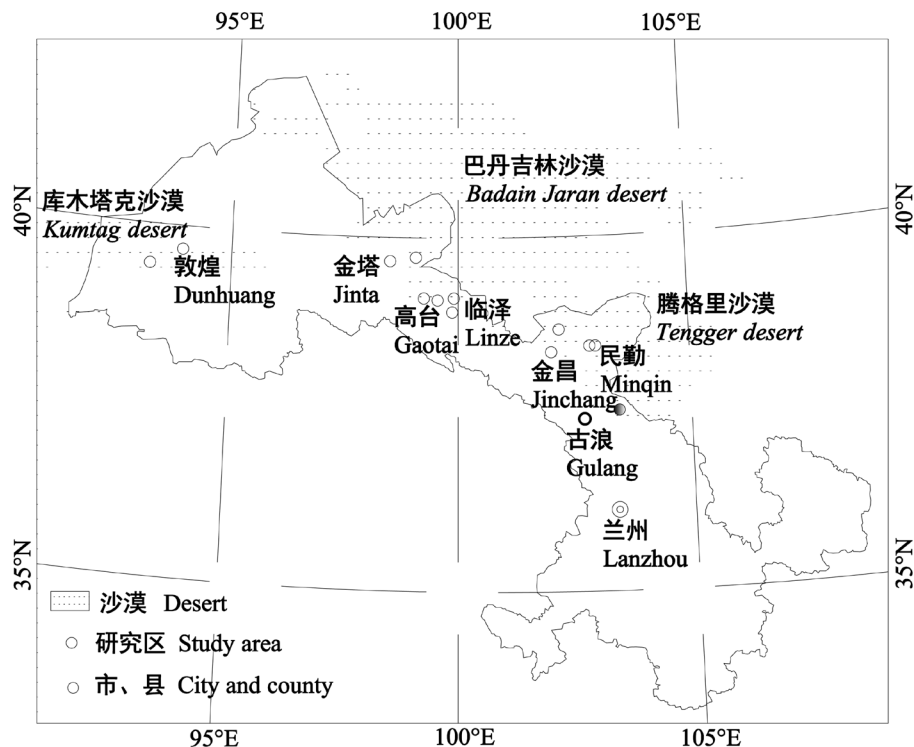 95°E
100°E
105°E
巴丹吉林沙漠
Badain Jaran desert
40°N
40°N
库木塔克沙漠
Kumtag desert
敦煌
Dunhuang
金塔
Jinta
高台
Gaotai
临泽
Linze
腾格里沙漠
Tengger desert
民勤
Minqin
金昌
Jinchang
古浪
Gulang
兰州
Lanzhou
35°N
35°N
沙漠 Desert
研究区 Study area
市、县 City and county
95°E
100°E
105°E